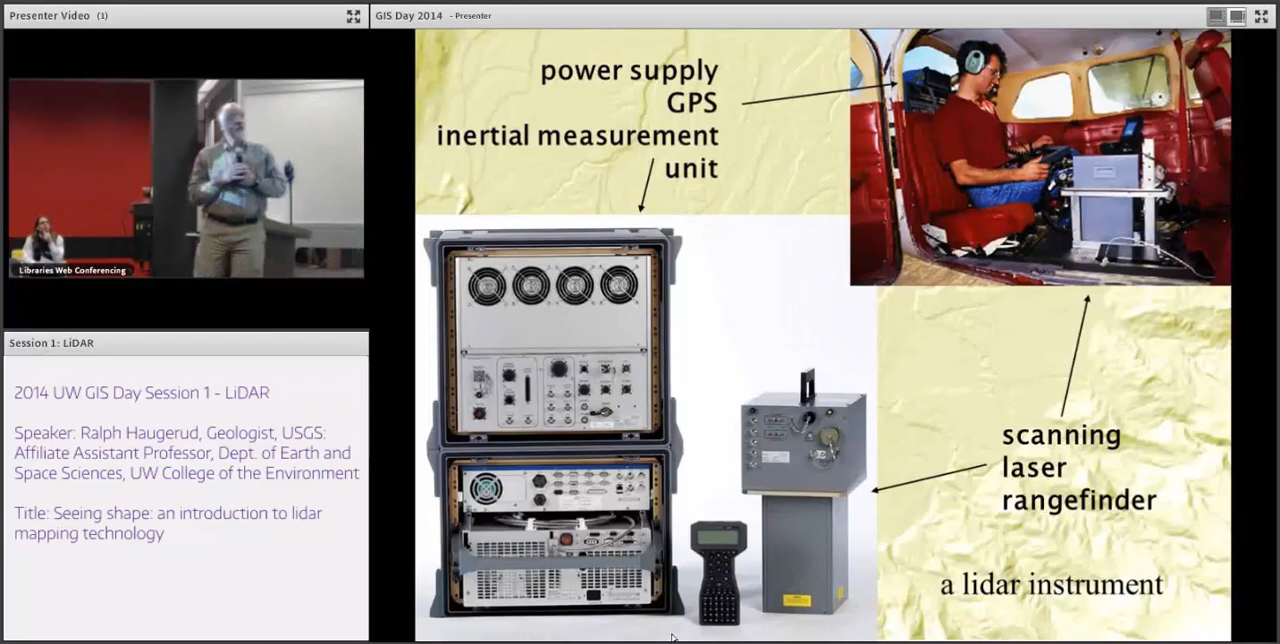 Presenter Video (1)
GIS Day 2014 - Presenter
Libraries Web Conferencing
Session 1: LiDAR
2014 UW GIS Day Session 1 - LiDAR
Speaker: Ralph Haugerud, Geologist, USGS:
Affiliate Assistant Professor, Dept. of Earth and
Space Sciences, UW College of the Environment
Title: Seeing shape: an introduction to lidar
mapping technology
power supply
GPS
inertial measurement
unit
scanning
laser
rangefinder
a lidar instrument